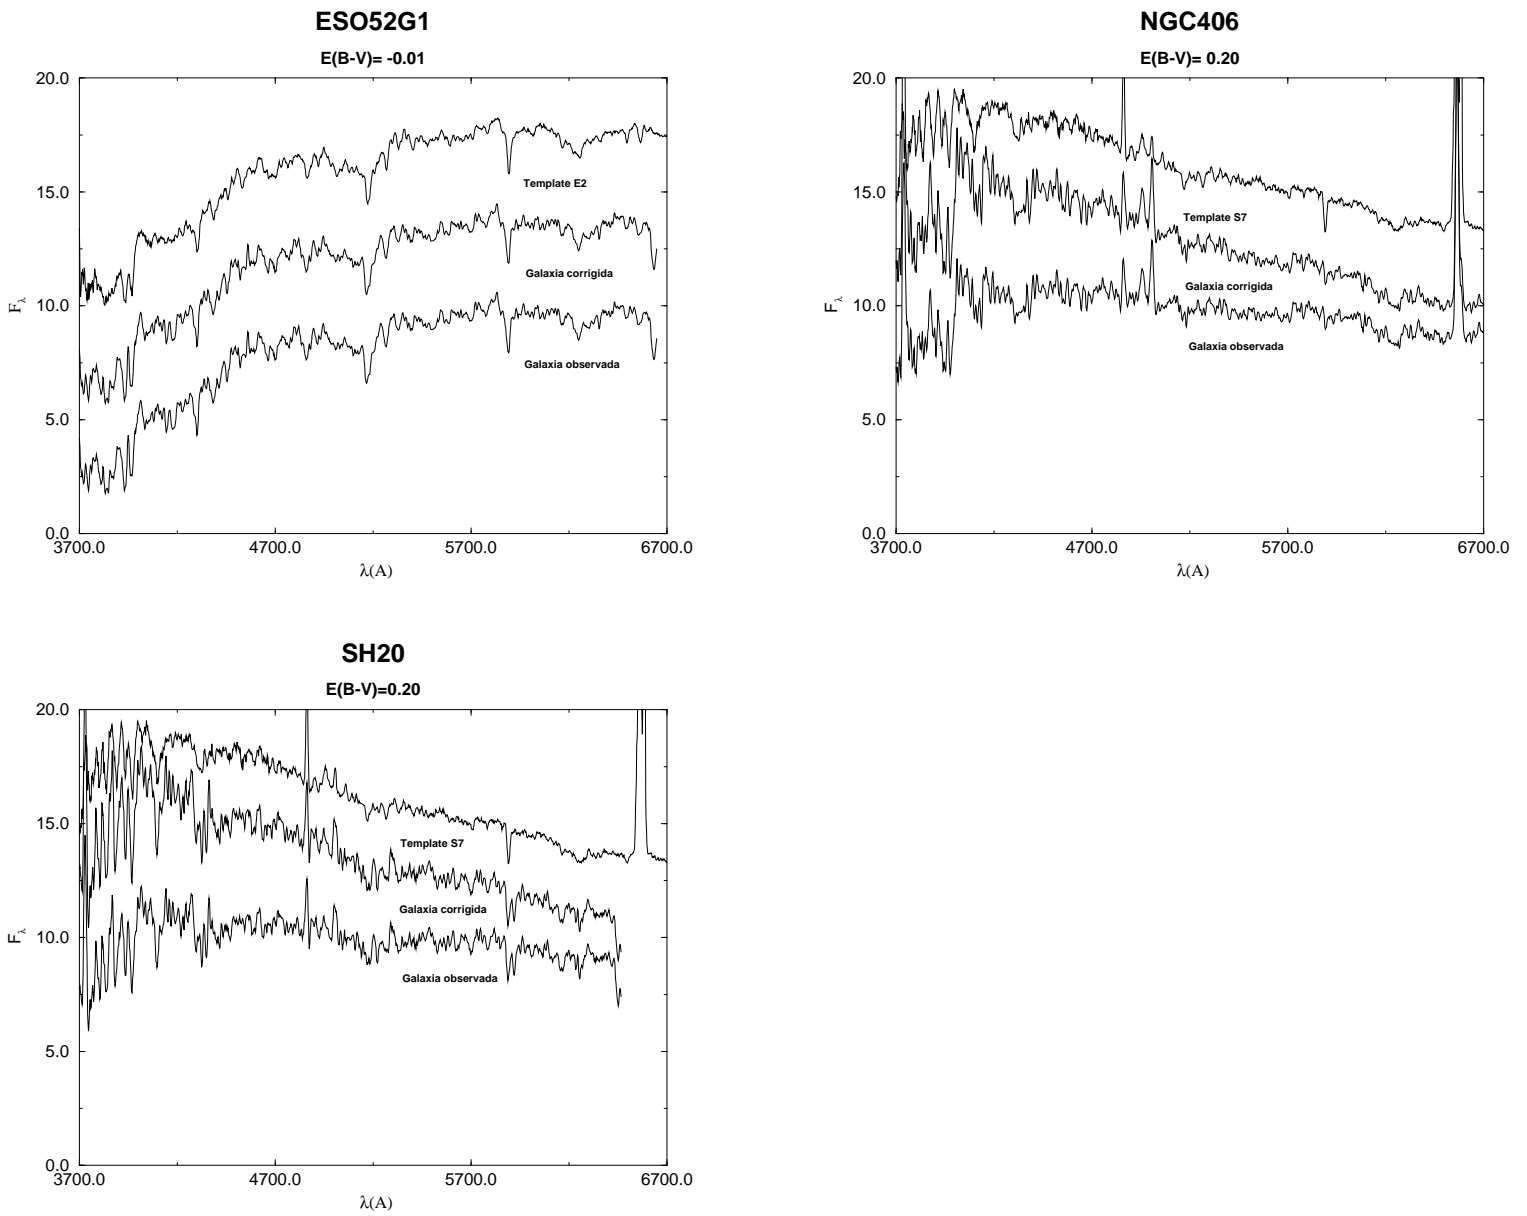 ESO52G1
E(B-V)= -0.01
20.0
15.0
10.0
5.0
0.0
Fλ
Template E2
Galaxia corrigida
Galaxia observada
3700.0 4700.0 5700.0 6700.0
λ(A)
NGC406
E(B-V)= 0.20
20.0
15.0
10.0
5.0
0.0
Fλ
Template S7
Galaxia corrigida
Galaxia observada
3700.0 4700.0 5700.0 6700.0
λ(A)
SH20
E(B-V)=0.20
20.0
15.0
10.0
5.0
0.0
Fλ
Template S7
Galaxia corrigida
Galaxia observada
3700.0 4700.0 5700.0 6700.0
λ(A)